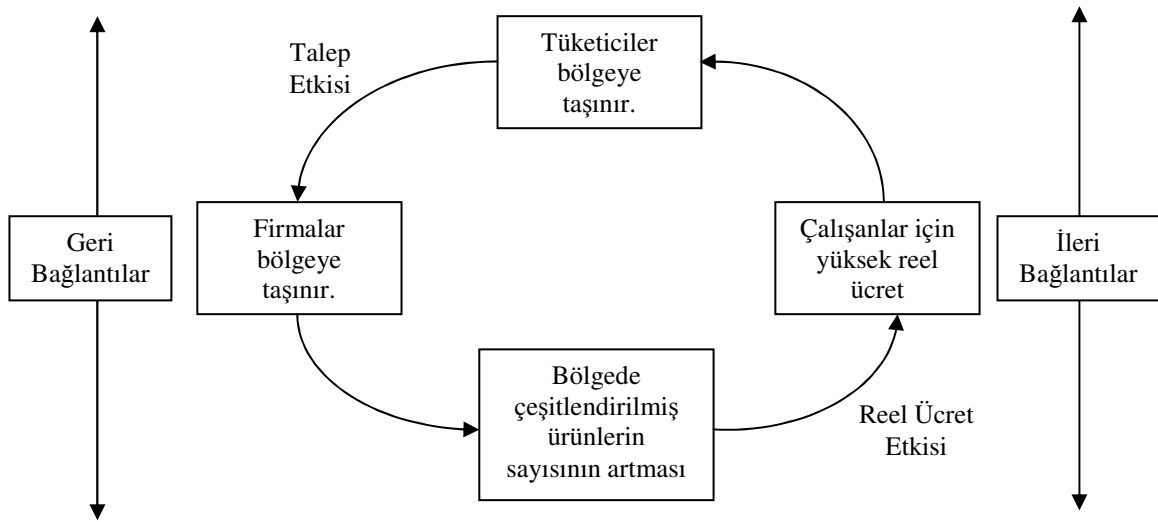 Talep
Etkisi
Tüketiciler
bölgeye
taşınır.
Geri
Bağlantılar
Firmalar
bölgeye
taşınır.
Çalışanlar için
yüksek reel
ücret
İleri
Bağlantılar
Bölgede
çeşitlendirilmiş
ürünlerin
sayısının artması
Reel Ücret
Etkisi